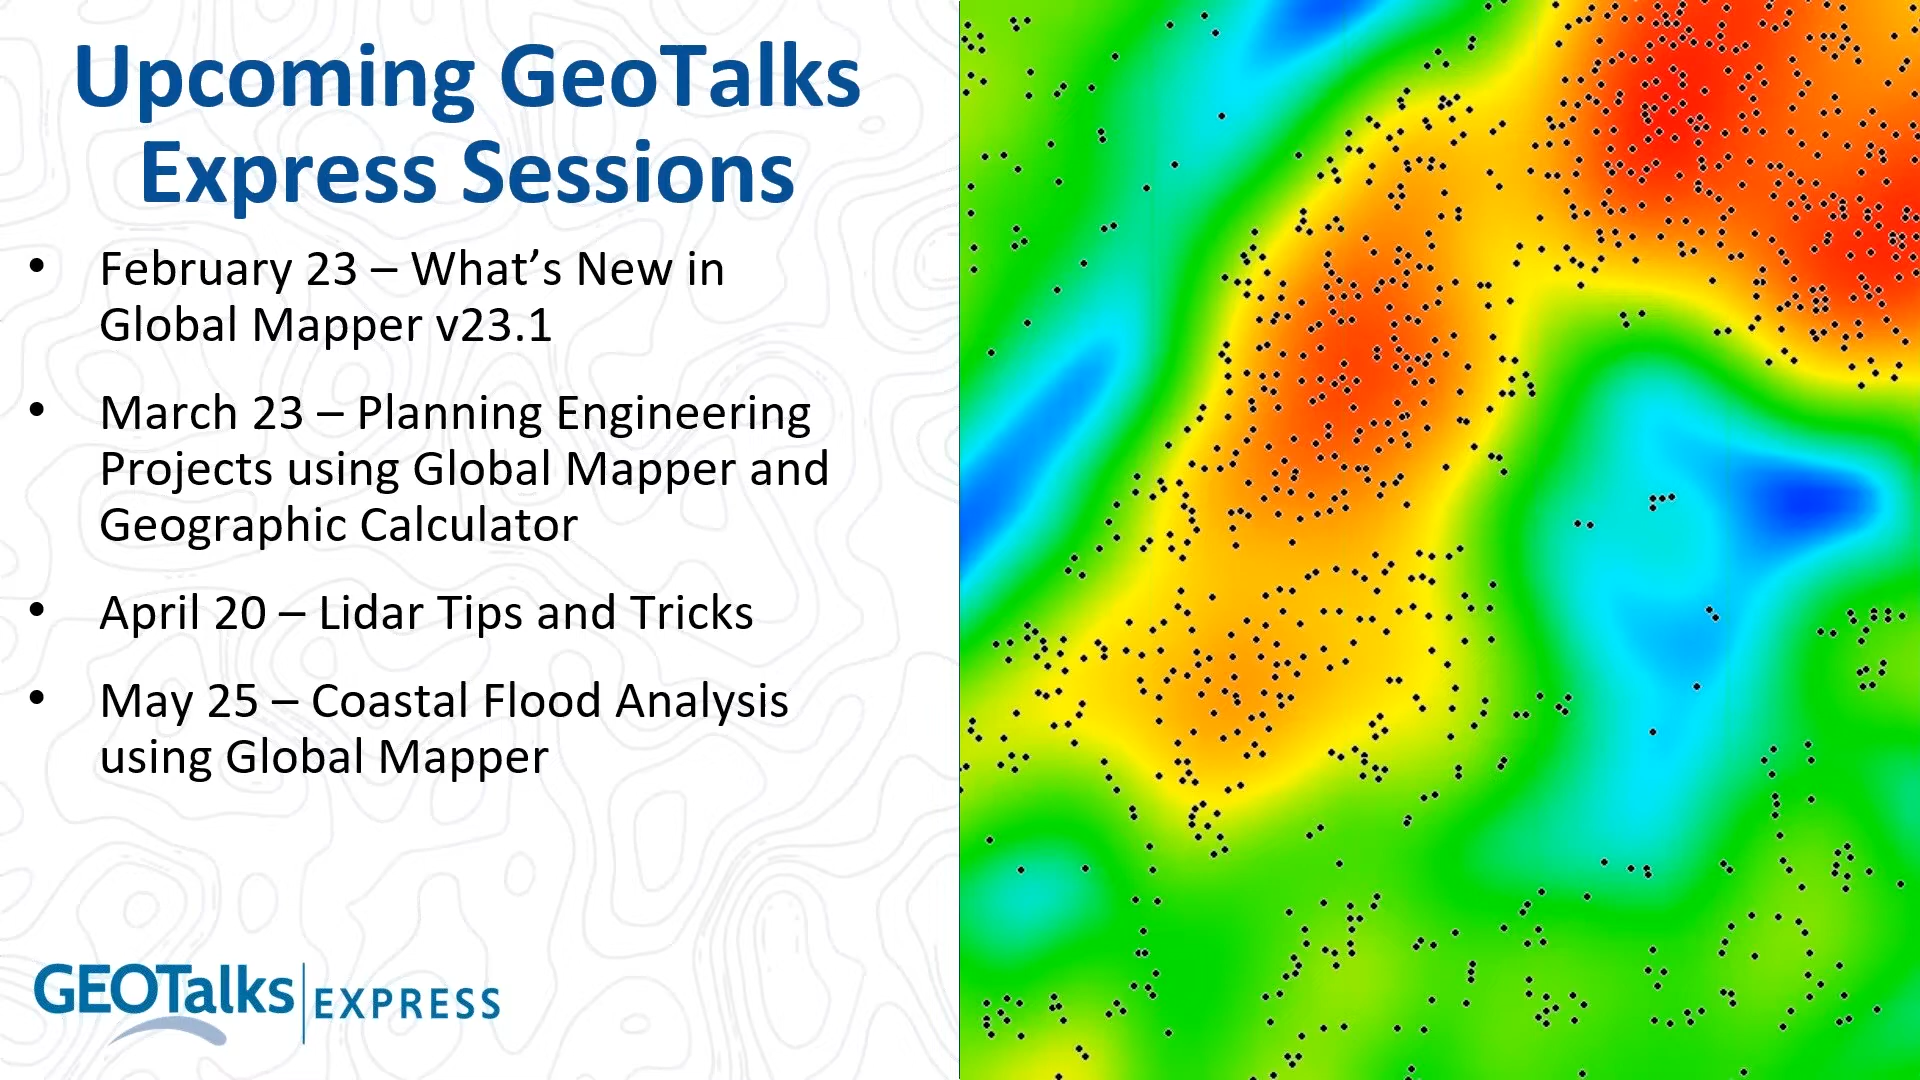 Upcoming GeoTalks
Express Sessions
• February 23 – What’s New in
Global Mapper v23.1
• March 23 – Planning Engineering
Projects using Global Mapper and
Geographic Calculator
• April 20 – Lidar Tips and Tricks
• May 25 – Coastal Flood Analysis
using Global Mapper
GEOTalks EXPRESS